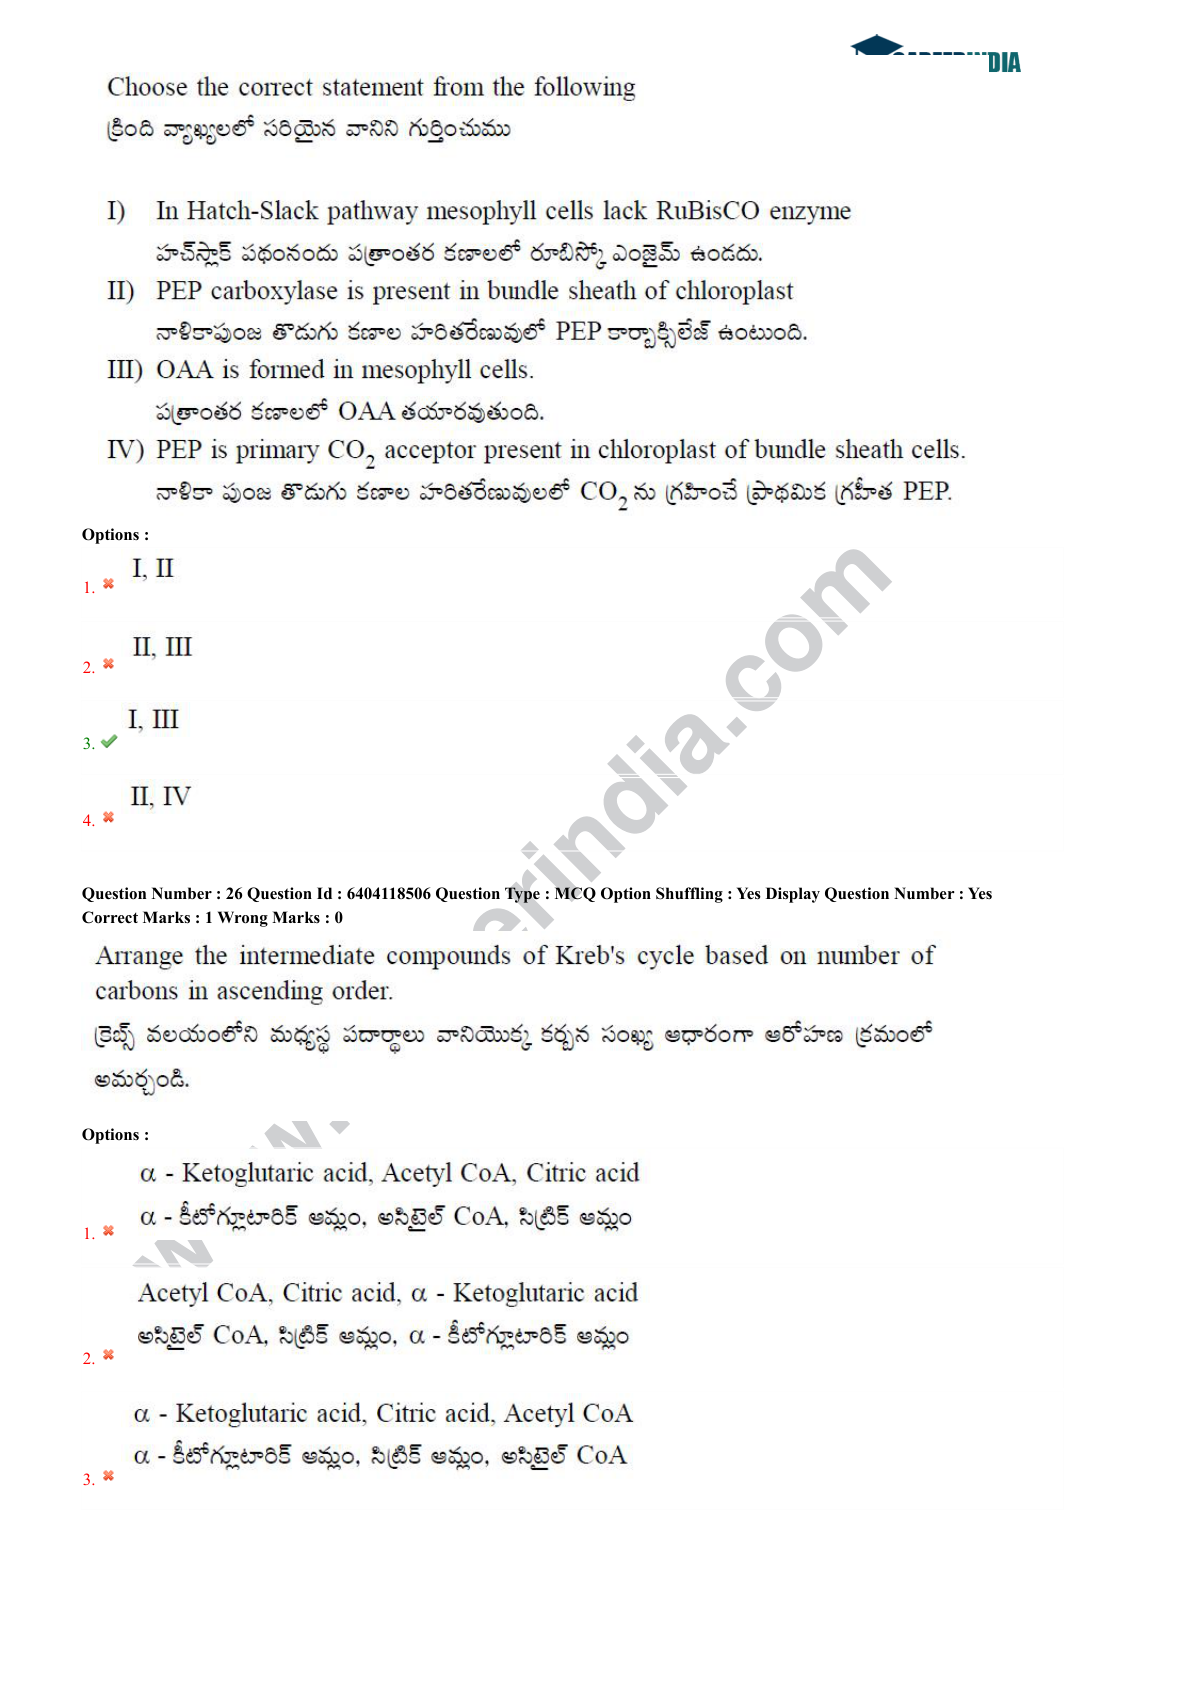 DIA
Choose the correct statement from the following
క్రింది వ్యాఖ్యలలో సరియైన వానిని గుర్తించుము
I) In Hatch-Slack pathway mesophyll cells lack RuBisCO enzyme
హచ్‌స్లాక్ పథంనందు పత్రాంతర కణాలలో రూబిస్కో ఎంజైమ్ ఉండదు.
II) PEP carboxylase is present in bundle sheath of chloroplast
నాళికాపుంజ తొడుగు కణాల హరితరేణువులో PEP కార్బాక్సిలేజ్ ఉంటుంది.
III) OAA is formed in mesophyll cells.
పత్రాంతర కణాలలో OAA తయారవుతుంది.
IV) PEP is primary CO2 acceptor present in chloroplast of bundle sheath cells.
నాళికా పుంజ తొడుగు కణాల హరితరేణువులలో CO2 ను గ్రహించే ప్రాథమిక గ్రహీత PEP.
Options :
1. I, II
2. II, III
3. I, III
4. II, IV
erindia.com
Question Number : 26 Question Id : 6404118506 Question Type : MCQ Option Shuffling : Yes Display Question Number : Yes
Correct Marks : 1 Wrong Marks : 0
Arrange the intermediate compounds of Kreb's cycle based on number of
carbons in ascending order.
క్రెబ్స్ వలయంలోని మధ్యస్థ పదార్థాలు వానియొక్క కర్బన సంఖ్య ఆధారంగా ఆరోహణ క్రమంలో
అమర్చండి.
Options :
α - Ketoglutaric acid, Acetyl CoA, Citric acid
1. α - కీటోగ్లూటారిక్ ఆమ్లం, అసిటైల్ CoA, సిట్రిక్ ఆమ్లం
Acetyl CoA, Citric acid, α - Ketoglutaric acid
2. అసిటైల్ CoA, సిట్రిక్ ఆమ్లం, α - కీటోగ్లూటారిక్ ఆమ్లం
α - Ketoglutaric acid, Citric acid, Acetyl CoA
3. α - కీటోగ్లూటారిక్ ఆమ్లం, సిట్రిక్ ఆమ్లం, అసిటైల్ CoA